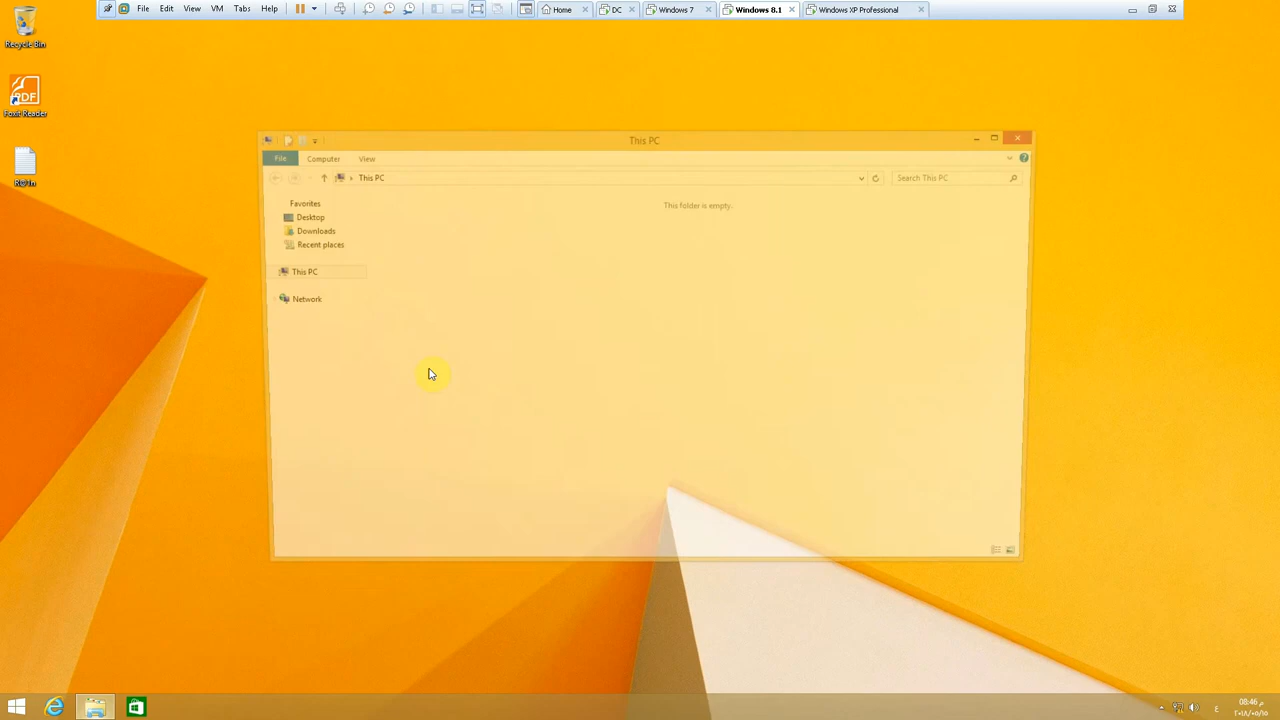 File Edit View VM Tabs Help
Home
DC
Windows 7
Windows 8.1
Windows XP Professional
Recycle Bin
PDF
Foxit Reader
This PC
File Computer View
This PC
Search This PC
Favorites
Desktop
Downloads
Recent places
This PC
Network
This folder is empty.
ع
08:46 م